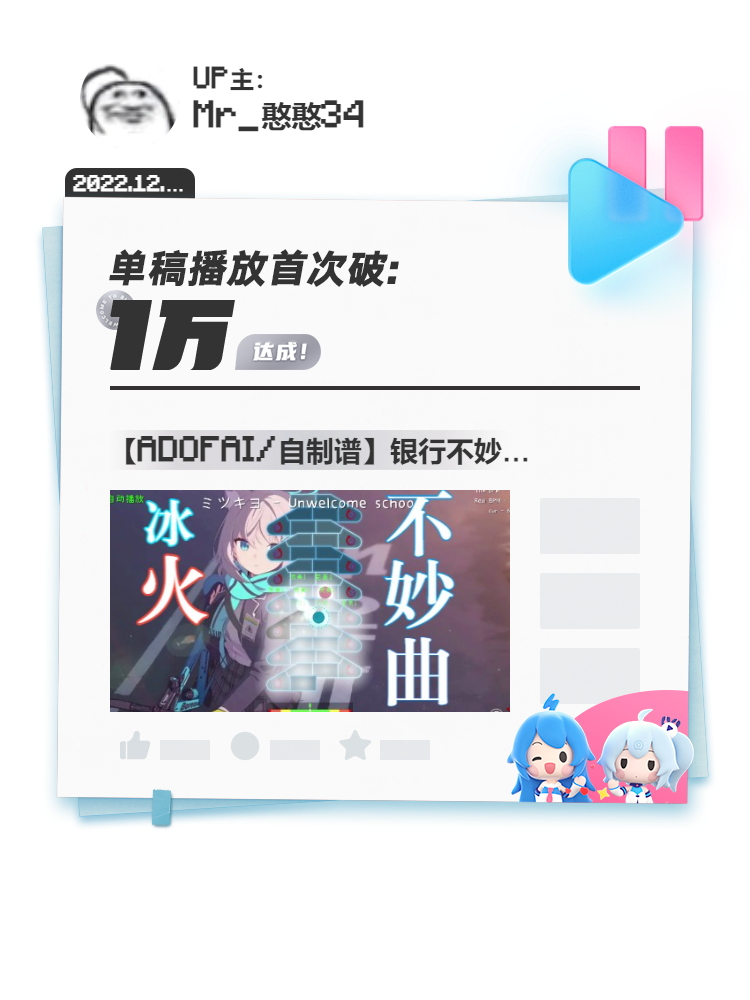 UP主:
Mr_憨憨34
2022.12....
单稿播放首次破:
1万
达成!
【ADOFAI/自制谱】银行不妙...
自动播放
ミツキヨ - Unwelcome schoo
冰火
不妙曲